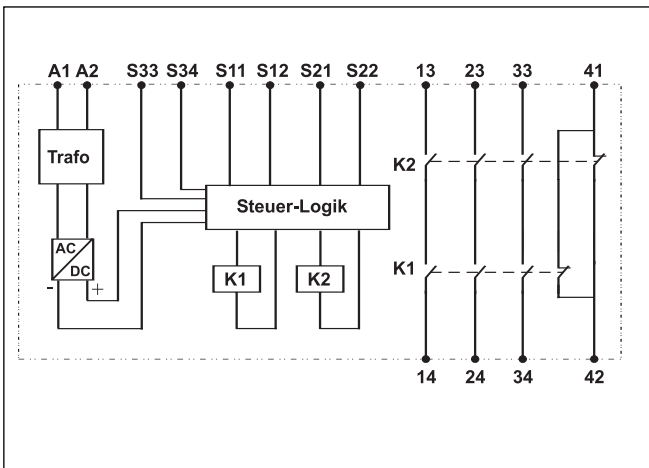 A1 A2 S33 S34 S11 S12 S21 S22 13 23 33 41
Trafo
K2
Steuer-Logik
AC
DC
K1 K2
K1
- +
14 24 34 42